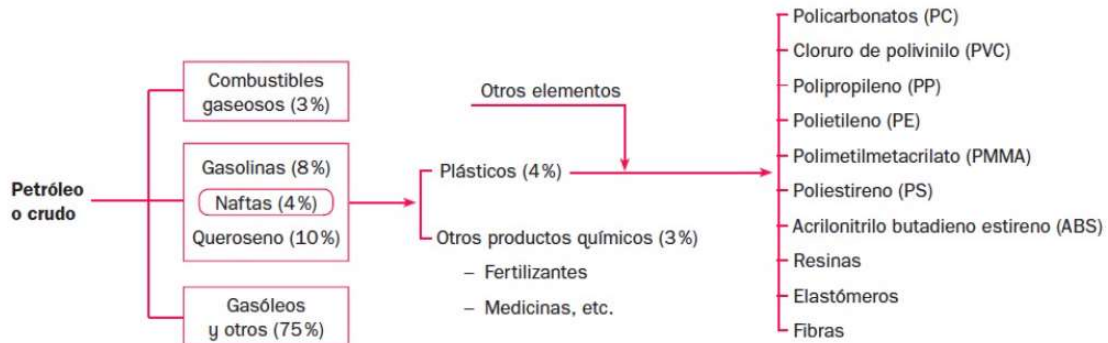 Petróleo
o crudo
Combustibles
gaseosos (3 %)
Gasolinas (8 %)
Naftas (4 %)
Queroseno (10 %)
Gasóleos
y otros (75 %)
Otros elementos
Plásticos (4 %)
Otros productos químicos (3 %)
– Fertilizantes
– Medicinas, etc.
Policarbonatos (PC)
Cloruro de polivinilo (PVC)
Polipropileno (PP)
Polietileno (PE)
Polimetilmetacrilato (PMMA)
Poliestireno (PS)
Acrilonitrilo butadieno estireno (ABS)
Resinas
Elastómeros
Fibras